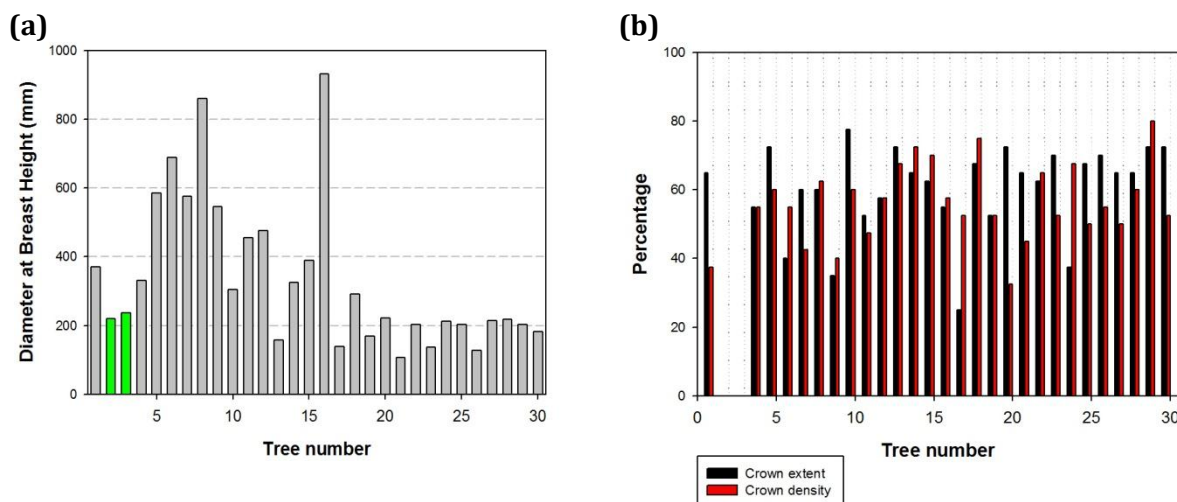 (a)
Diameter at Breast Height (mm)
1000
800
600
400
200
0
5 10 15 20 25 30
Tree number
(b)
Percentage
100
80
60
40
20
0
0 5 10 15 20 25 30
Tree number
Crown extent
Crown density